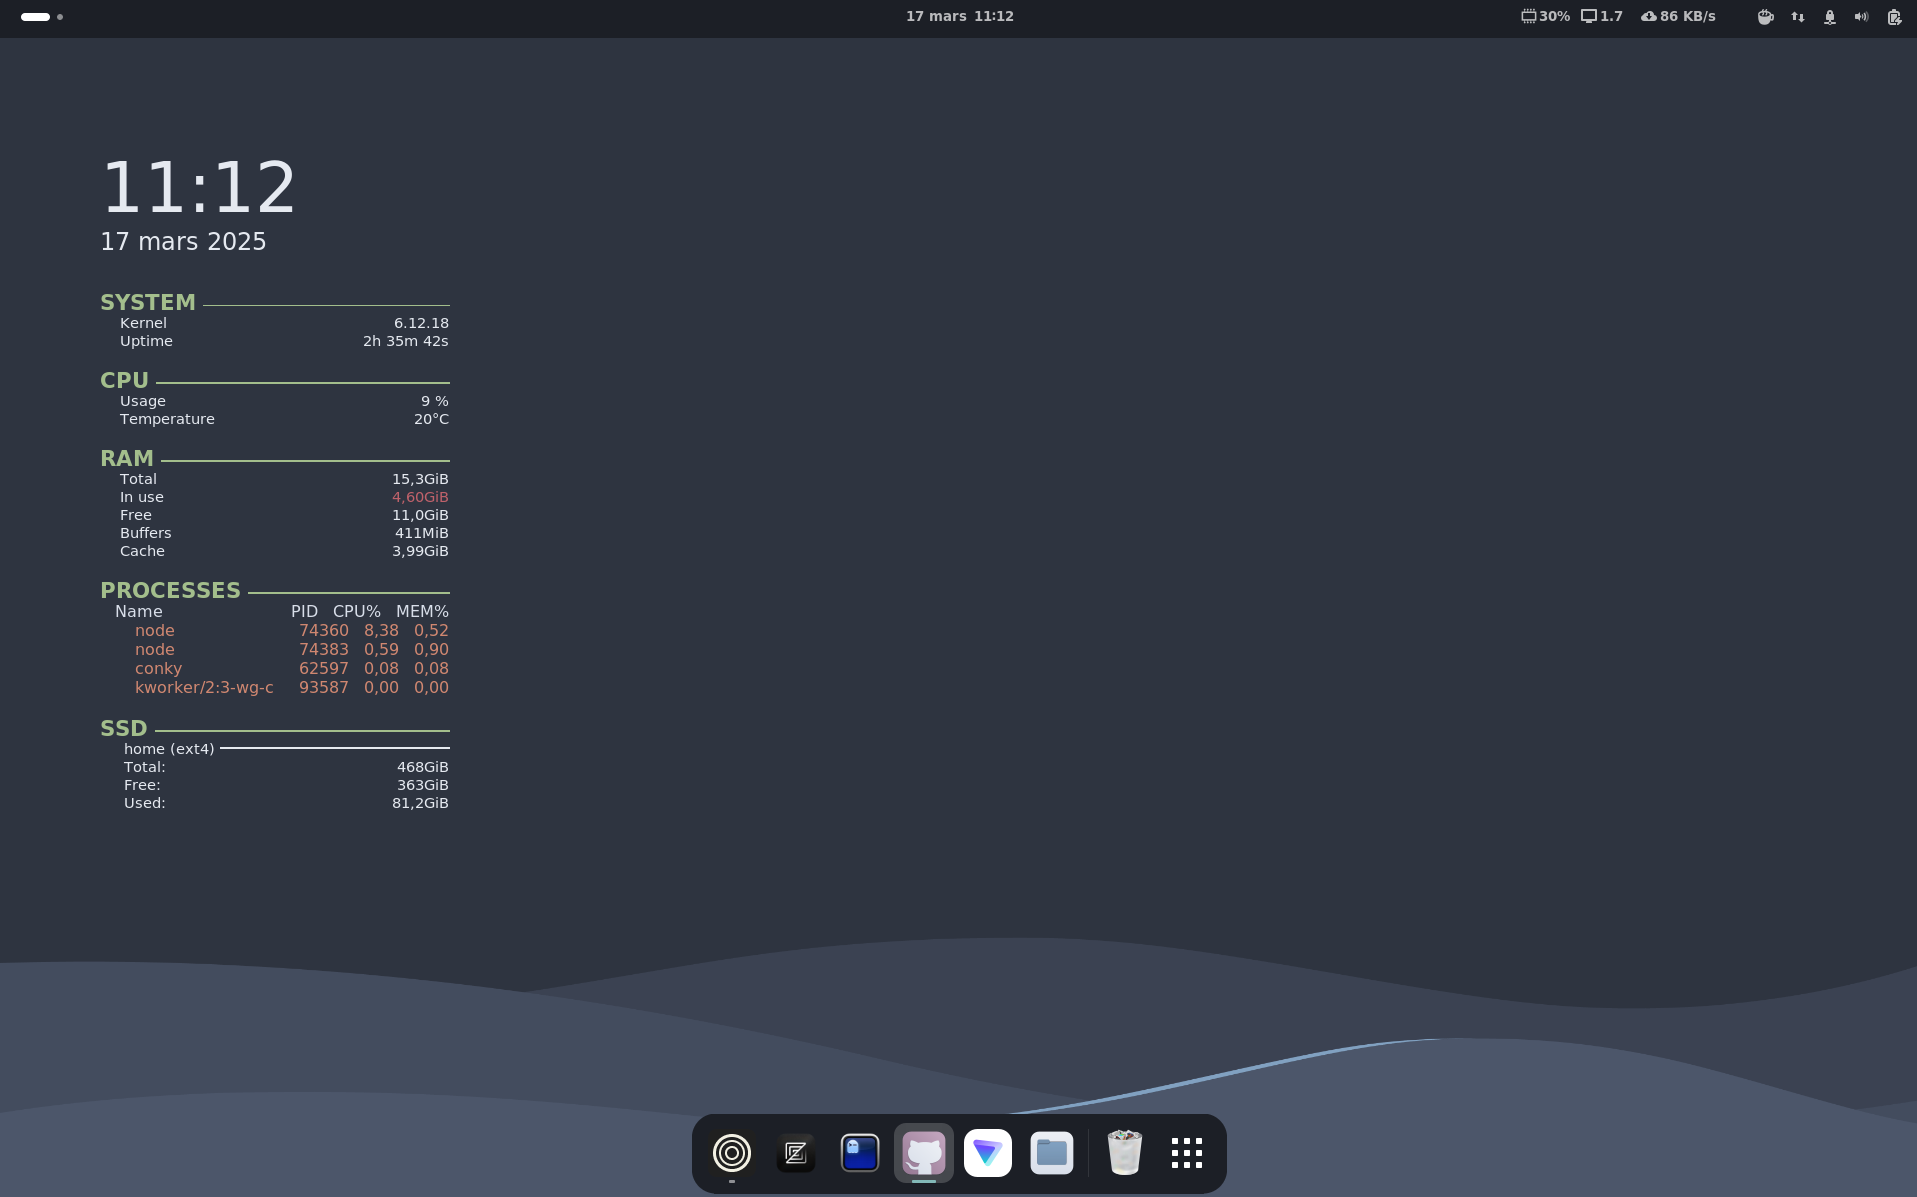 17 mars 11:12
30% 1.7 86 KB/s
11:12
17 mars 2025
SYSTEM
Kernel 6.12.18
Uptime 2h 35m 42s
CPU
Usage 9 %
Temperature 20°C
RAM
Total 15,3GiB
In use 4,60GiB
Free 11,0GiB
Buffers 411MiB
Cache 3,99GiB
PROCESSES
Name PID CPU% MEM%
node 74360 8,38 0,52
node 74383 0,59 0,90
conky 62597 0,08 0,08
kworker/2:3-wg-c 93587 0,00 0,00
SSD
home (ext4)
Total: 468GiB
Free: 363GiB
Used: 81,2GiB